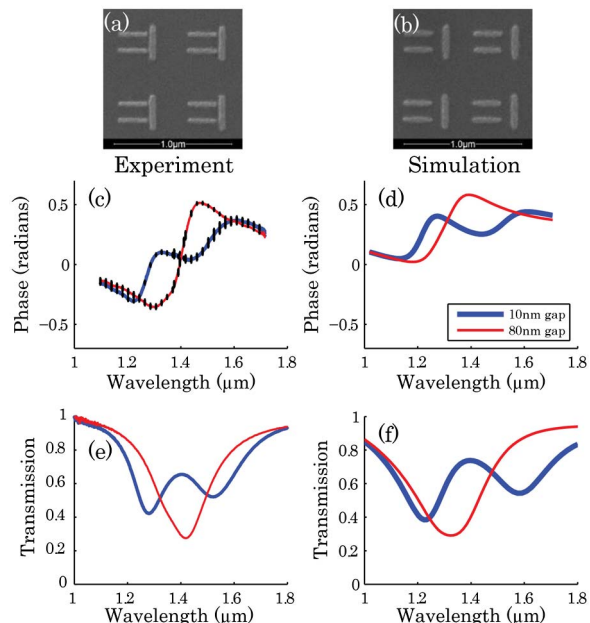 (a)
(b)
1.0µm
1.0µm
Experiment
Simulation
(c)
Phase (radians)
0.5
0
−0.5
1 1.2 1.4 1.6 1.8
Wavelength (µm)
(d)
Phase (radians)
0.5
0
−0.5
10nm gap
80nm gap
1 1.2 1.4 1.6 1.8
Wavelength (µm)
(e)
Transmission
1
0.8
0.6
0.4
0.2
0
1 1.2 1.4 1.6 1.8
Wavelength (µm)
(f)
Transmission
1
0.8
0.6
0.4
0.2
0
1 1.2 1.4 1.6 1.8
Wavelength (µm)